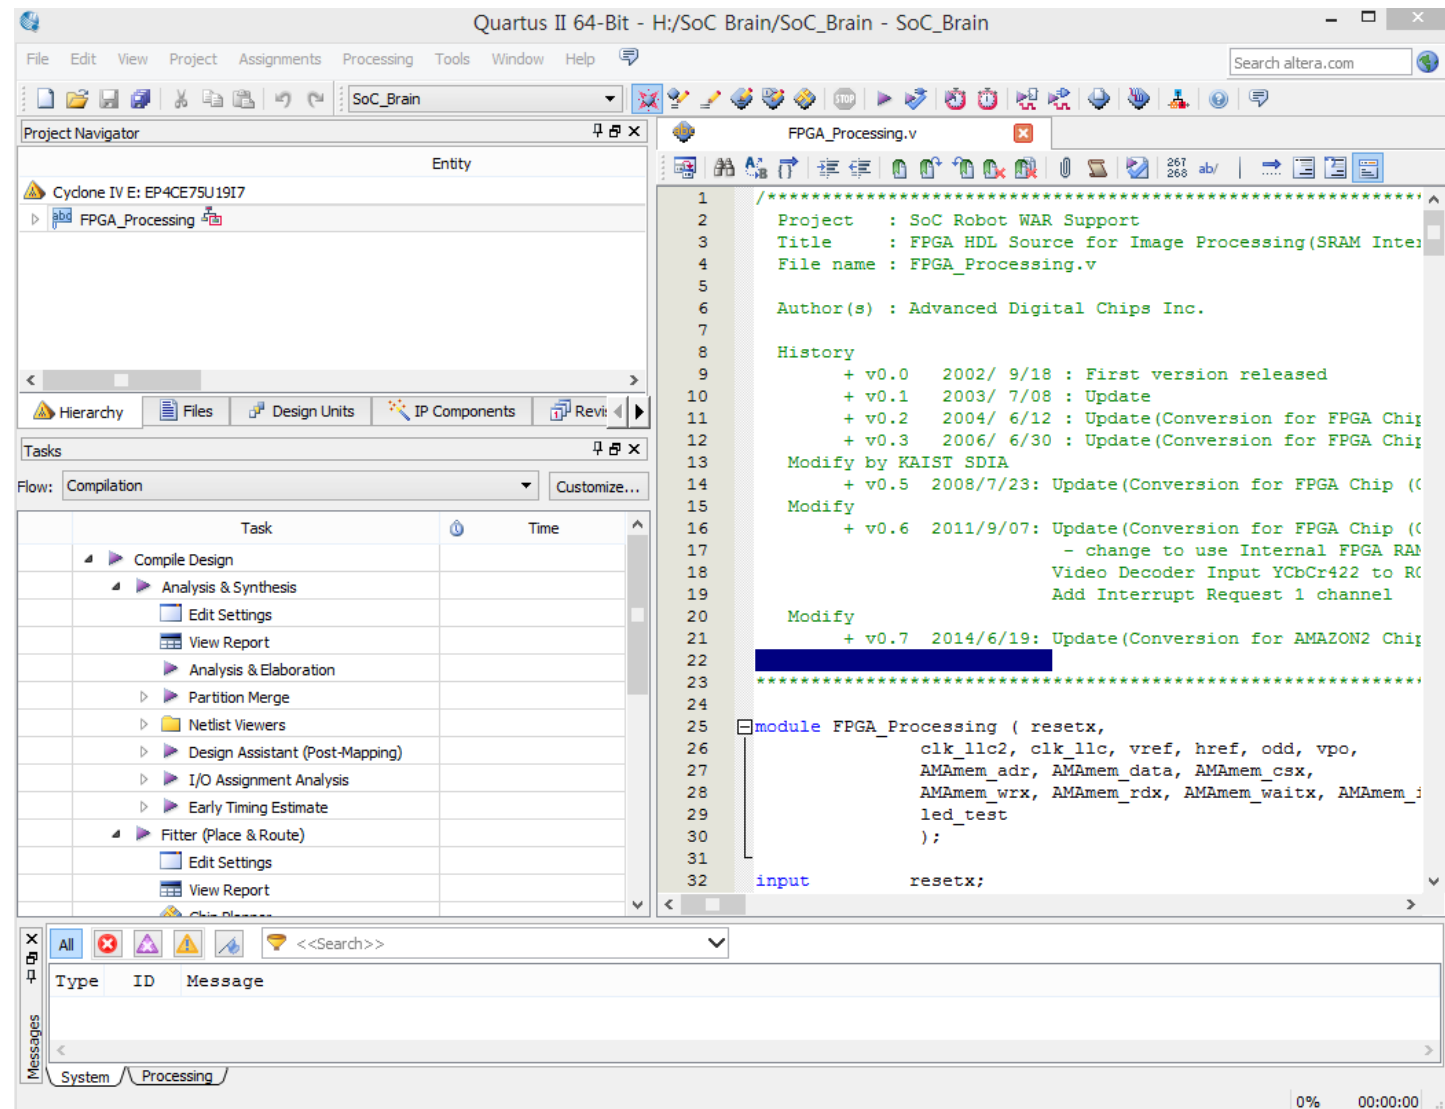 Quartus II 64-Bit - H:/SoC Brain/SoC_Brain - SoC_Brain
File Edit View Project Assignments Processing Tools Window Help
Search altera.com
SoC_Brain
STOP
Project Navigator
Entity
Cyclone IV E: EP4CE75U19I7
abd FPGA_Processing
Hierarchy Files Design Units IP Components Revi
Tasks
Flow: Compilation Customize...
Task Time
Compile Design
Analysis & Synthesis
Edit Settings
View Report
Analysis & Elaboration
Partition Merge
Netlist Viewers
Design Assistant (Post-Mapping)
I/O Assignment Analysis
Early Timing Estimate
Fitter (Place & Route)
Edit Settings
View Report
Chip Planner
FPGA_Processing.v
267
268 ab/
1 /************************************************************
2 Project : SoC Robot WAR Support
3 Title : FPGA HDL Source for Image Processing(SRAM Inte
4 File name : FPGA_Processing.v
5
6 Author(s) : Advanced Digital Chips Inc.
7
8 History
9 + v0.0 2002/ 9/18 : First version released
10 + v0.1 2003/ 7/08 : Update
11 + v0.2 2004/ 6/12 : Update(Conversion for FPGA Chip
12 + v0.3 2006/ 6/30 : Update(Conversion for FPGA Chip
13 Modify by KAIST SDIA
14 + v0.5 2008/7/23: Update(Conversion for FPGA Chip (C
15 Modify
16 + v0.6 2011/9/07: Update(Conversion for FPGA Chip (C
17 - change to use Internal FPGA RAM
18 Video Decoder Input YCbCr422 to RG
19 Add Interrupt Request 1 channel
20 Modify
21 + v0.7 2014/6/19: Update(Conversion for AMAZON2 Chip
22
23 *************************************************************
24
25 module FPGA_Processing ( resetx,
26 clk_llc2, clk_llc, vref, href, odd, vpo,
27 AMAmem_adr, AMAmem_data, AMAmem_csx,
28 AMAmem_wrx, AMAmem_rdx, AMAmem_waitx, AMAmem_i
29 led_test
30 );
31
32 input resetx;
All <<Search>>
Type ID Message
Messages
System Processing
0% 00:00:00